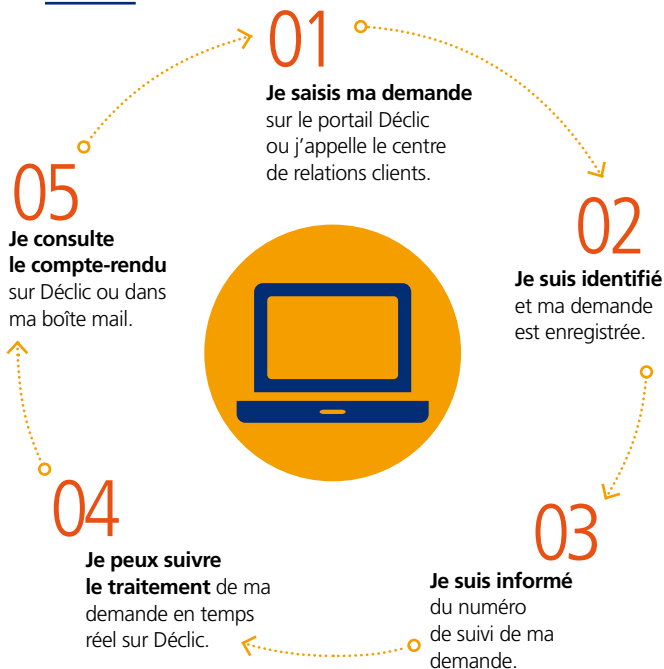 01
Je saisis ma demande
sur le portail Déclic
ou j’appelle le centre
de relations clients.
02
Je suis identifié
et ma demande
est enregistrée.
03
Je suis informé
du numéro
de suivi de ma
demande.
04
Je peux suivre
le traitement de ma
demande en temps
réel sur Déclic.
05
Je consulte
le compte-rendu
sur Déclic ou dans
ma boîte mail.